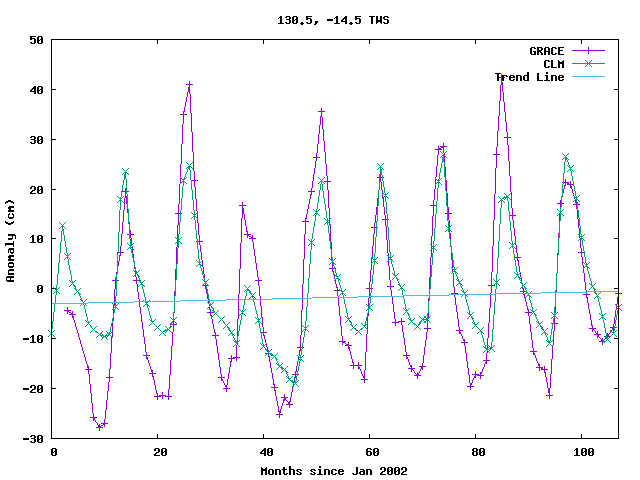 130.5, -14.5 TWS
GRACE
CLM
Trend Line
Anomaly (cm)
50
40
30
20
10
0
-10
-20
-30
0 20 40 60 80 100
Months since Jan 2002